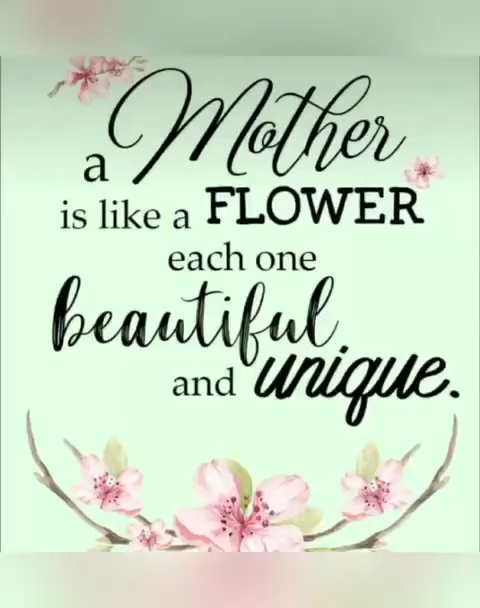 a Mother
is like a FLOWER
each one
beautiful
and unique.